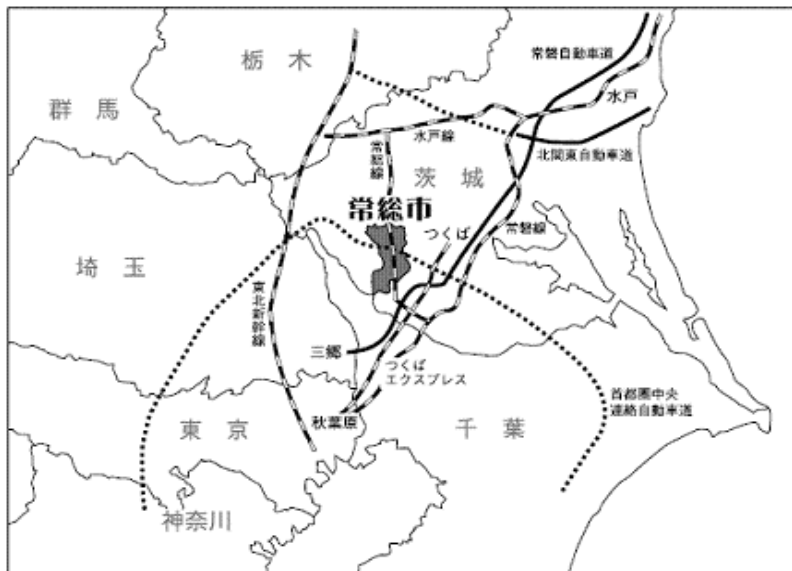 常磐自動車道
栃木
水戸
群馬
水戸線
常総線
北関東自動車道
茨城
常総市
つくば
常磐線
埼玉
東北新幹線
三郷
つくば
エクスプレス
首都圏中央
連絡自動車道
秋葉原
東京
千葉
神奈川